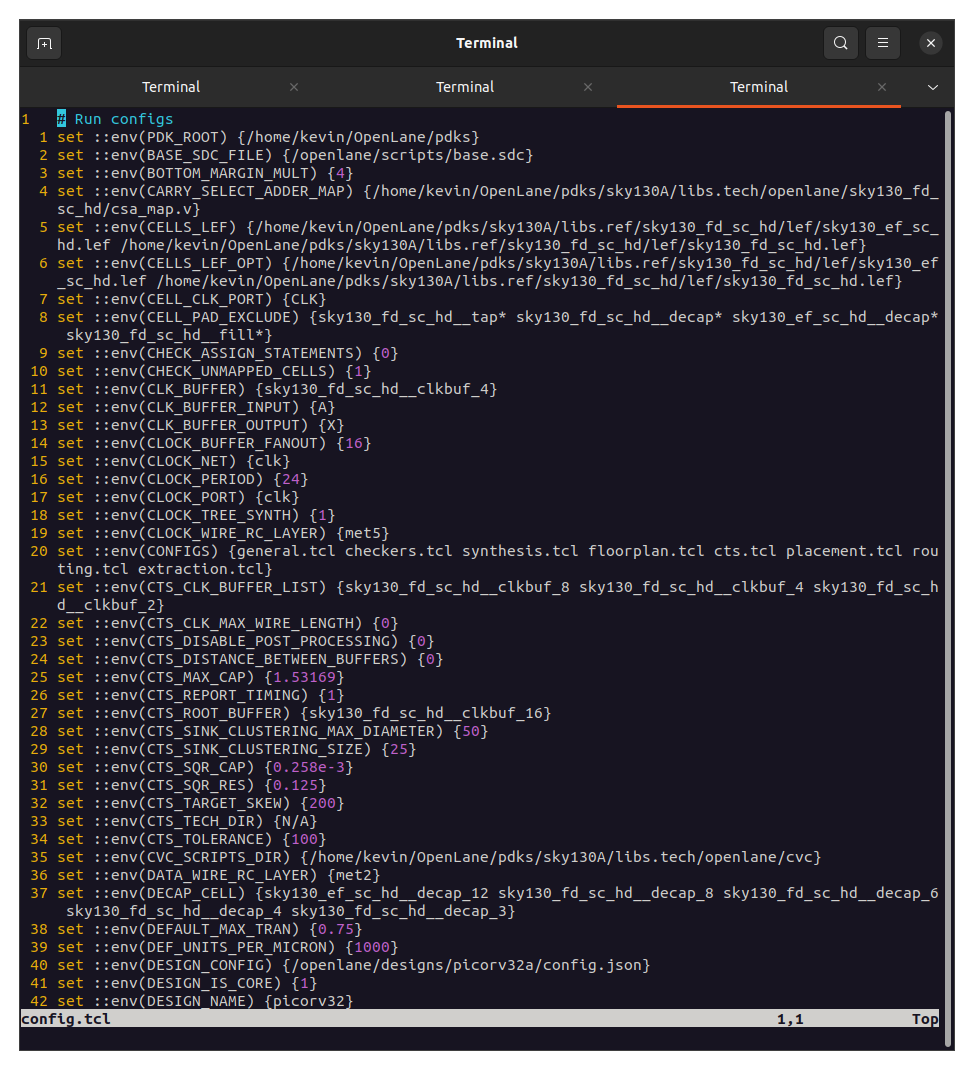 Terminal
Terminal Terminal Terminal
1 # Run configs
1 set ::env(PDK_ROOT) {/home/kevin/OpenLane/pdks}
2 set ::env(BASE_SDC_FILE) {/openlane/scripts/base.sdc}
3 set ::env(BOTTOM_MARGIN_MULT) {4}
4 set ::env(CARRY_SELECT_ADDER_MAP) {/home/kevin/OpenLane/pdks/sky130A/libs.tech/openlane/sky130_fd_
sc_hd/csa_map.v}
5 set ::env(CELLS_LEF) {/home/kevin/OpenLane/pdks/sky130A/libs.ref/sky130_fd_sc_hd/lef/sky130_ef_sc_
hd.lef /home/kevin/OpenLane/pdks/sky130A/libs.ref/sky130_fd_sc_hd/lef/sky130_fd_sc_hd.lef}
6 set ::env(CELLS_LEF_OPT) {/home/kevin/OpenLane/pdks/sky130A/libs.ref/sky130_fd_sc_hd/lef/sky130_ef
_sc_hd.lef /home/kevin/OpenLane/pdks/sky130A/libs.ref/sky130_fd_sc_hd/lef/sky130_fd_sc_hd.lef}
7 set ::env(CELL_CLK_PORT) {CLK}
8 set ::env(CELL_PAD_EXCLUDE) {sky130_fd_sc_hd__tap* sky130_fd_sc_hd__decap* sky130_ef_sc_hd__decap*
sky130_fd_sc_hd__fill*}
9 set ::env(CHECK_ASSIGN_STATEMENTS) {0}
10 set ::env(CHECK_UNMAPPED_CELLS) {1}
11 set ::env(CLK_BUFFER) {sky130_fd_sc_hd__clkbuf_4}
12 set ::env(CLK_BUFFER_INPUT) {A}
13 set ::env(CLK_BUFFER_OUTPUT) {X}
14 set ::env(CLOCK_BUFFER_FANOUT) {16}
15 set ::env(CLOCK_NET) {clk}
16 set ::env(CLOCK_PERIOD) {24}
17 set ::env(CLOCK_PORT) {clk}
18 set ::env(CLOCK_TREE_SYNTH) {1}
19 set ::env(CLOCK_WIRE_RC_LAYER) {met5}
20 set ::env(CONFIGS) {general.tcl checkers.tcl synthesis.tcl floorplan.tcl cts.tcl placement.tcl rou
ting.tcl extraction.tcl}
21 set ::env(CTS_CLK_BUFFER_LIST) {sky130_fd_sc_hd__clkbuf_8 sky130_fd_sc_hd__clkbuf_4 sky130_fd_sc_h
d__clkbuf_2}
22 set ::env(CTS_CLK_MAX_WIRE_LENGTH) {0}
23 set ::env(CTS_DISABLE_POST_PROCESSING) {0}
24 set ::env(CTS_DISTANCE_BETWEEN_BUFFERS) {0}
25 set ::env(CTS_MAX_CAP) {1.53169}
26 set ::env(CTS_REPORT_TIMING) {1}
27 set ::env(CTS_ROOT_BUFFER) {sky130_fd_sc_hd__clkbuf_16}
28 set ::env(CTS_SINK_CLUSTERING_MAX_DIAMETER) {50}
29 set ::env(CTS_SINK_CLUSTERING_SIZE) {25}
30 set ::env(CTS_SQR_CAP) {0.258e-3}
31 set ::env(CTS_SQR_RES) {0.125}
32 set ::env(CTS_TARGET_SKEW) {200}
33 set ::env(CTS_TECH_DIR) {N/A}
34 set ::env(CTS_TOLERANCE) {100}
35 set ::env(CVC_SCRIPTS_DIR) {/home/kevin/OpenLane/pdks/sky130A/libs.tech/openlane/cvc}
36 set ::env(DATA_WIRE_RC_LAYER) {met2}
37 set ::env(DECAP_CELL) {sky130_ef_sc_hd__decap_12 sky130_fd_sc_hd__decap_8 sky130_fd_sc_hd__decap_6
sky130_fd_sc_hd__decap_4 sky130_fd_sc_hd__decap_3}
38 set ::env(DEFAULT_MAX_TRAN) {0.75}
39 set ::env(DEF_UNITS_PER_MICRON) {1000}
40 set ::env(DESIGN_CONFIG) {/openlane/designs/picorv32a/config.json}
41 set ::env(DESIGN_IS_CORE) {1}
42 set ::env(DESIGN_NAME) {picorv32}
config.tcl 1,1 Top